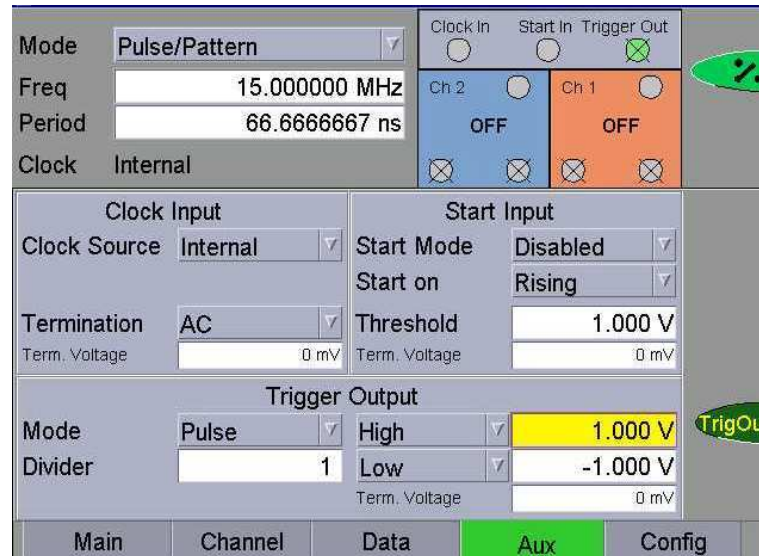 Mode Pulse/Pattern
Freq 15.000000 MHz
Period 66.6666667 ns
Clock Internal
Clock In Start In Trigger Out
Ch 2 OFF
Ch 1 OFF
Clock Input
Clock Source Internal
Termination AC
Term. Voltage 0 mV
Start Input
Start Mode Disabled
Start on Rising
Threshold 1.000 V
Term. Voltage 0 mV
Trigger Output
Mode Pulse High 1.000 V
Divider 1 Low -1.000 V
Term. Voltage 0 mV
TrigOu
Main Channel Data Aux Config